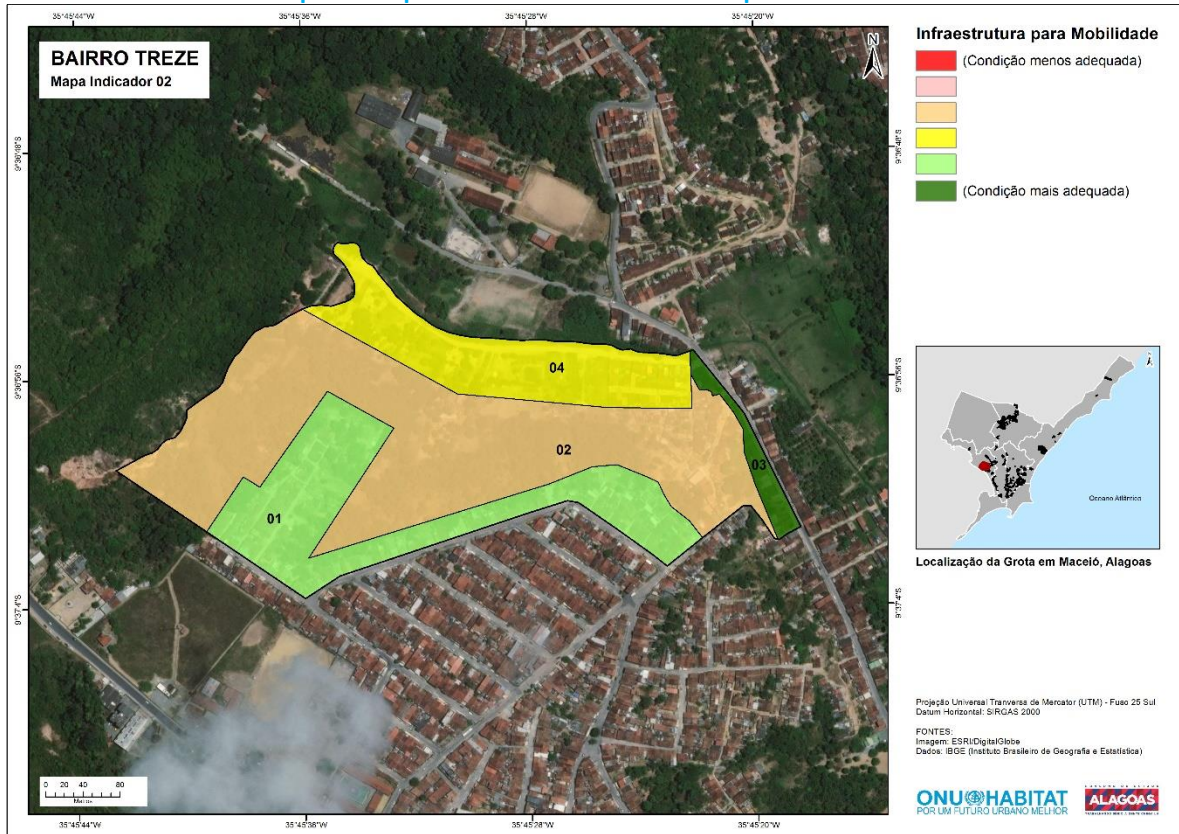 BAIRRO TREZE
Mapa Indicador 02
35°45'44"W
35°45'36"W
35°45'28"W
35°45'20"W
9°36'48"S
9°36'48"S
9°36'56"S
9°36'56"S
9°37'4"S
9°37'4"S
N
04
02
03
01
0 20 40 80
Metros
35°45'44"W
35°45'36"W
35°45'28"W
35°45'20"W
Infraestrutura para Mobilidade
(Condição menos adequada)
(Condição mais adequada)
Oceano Atlântico
Localização da Grota em Maceió, Alagoas
Projeção Universal Tranversa de Mercator (UTM) - Fuso 25 Sul
Datum Horizontal: SIRGAS 2000
FONTES:
Imagem: ESRI/DigitalGlobe
Dados: IBGE (Instituto Brasileiro de Geografia e Estatística)
ONU HABITAT
POR UM FUTURO URBANO MELHOR
ALAGOAS